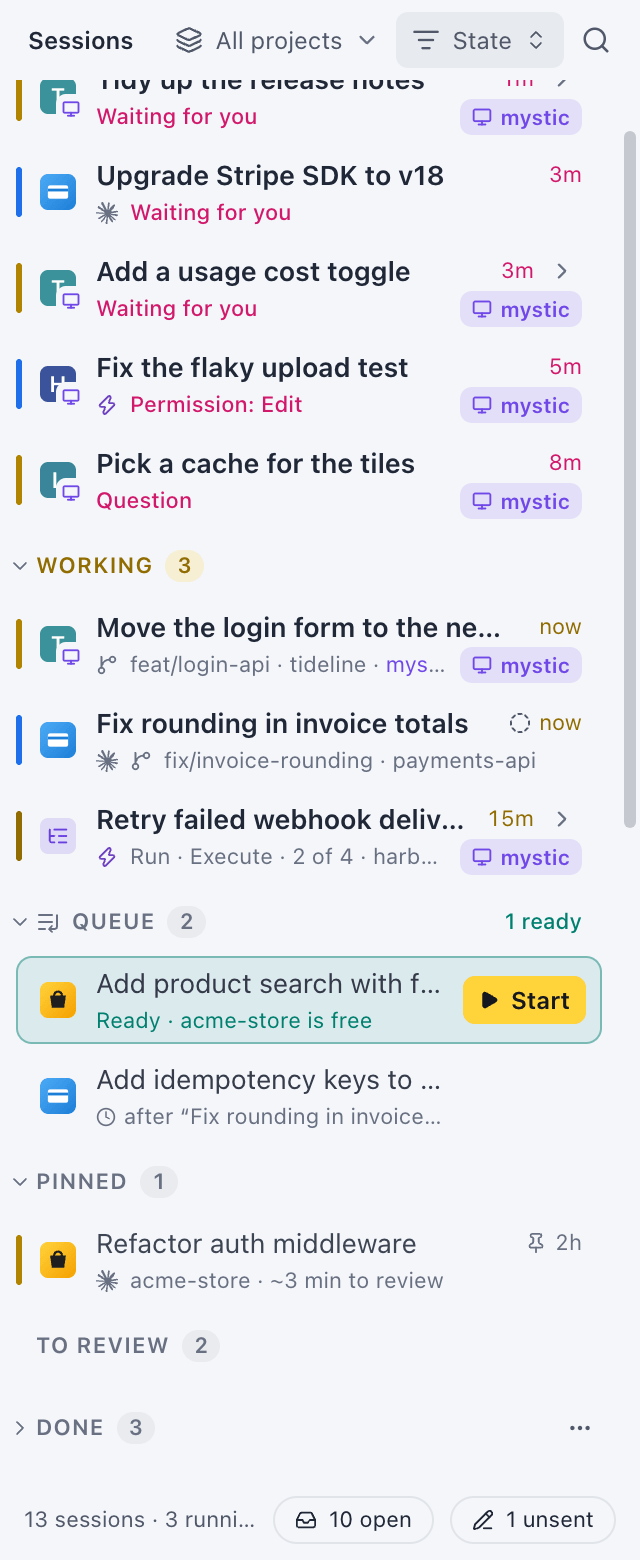 Sessions All projects State
Tidy up the release notes 1m
Waiting for you mystic
Upgrade Stripe SDK to v18 3m
Waiting for you
T Add a usage cost toggle 3m
Waiting for you mystic
H Fix the flaky upload test 5m
Permission: Edit mystic
Pick a cache for the tiles 8m
Question mystic
WORKING 3
T Move the login form to the ne... now
feat/login-api · tideline · mys... mystic
Fix rounding in invoice totals now
fix/invoice-rounding · payments-api
Retry failed webhook deliv... 15m
Run · Execute · 2 of 4 · harb... mystic
QUEUE 2 1 ready
Add product search with f... Start
Ready · acme-store is free
Add idempotency keys to ...
after “Fix rounding in invoice...
PINNED 1
Refactor auth middleware 2h
acme-store · ~3 min to review
TO REVIEW 2
DONE 3
13 sessions · 3 runni... 10 open 1 unsent